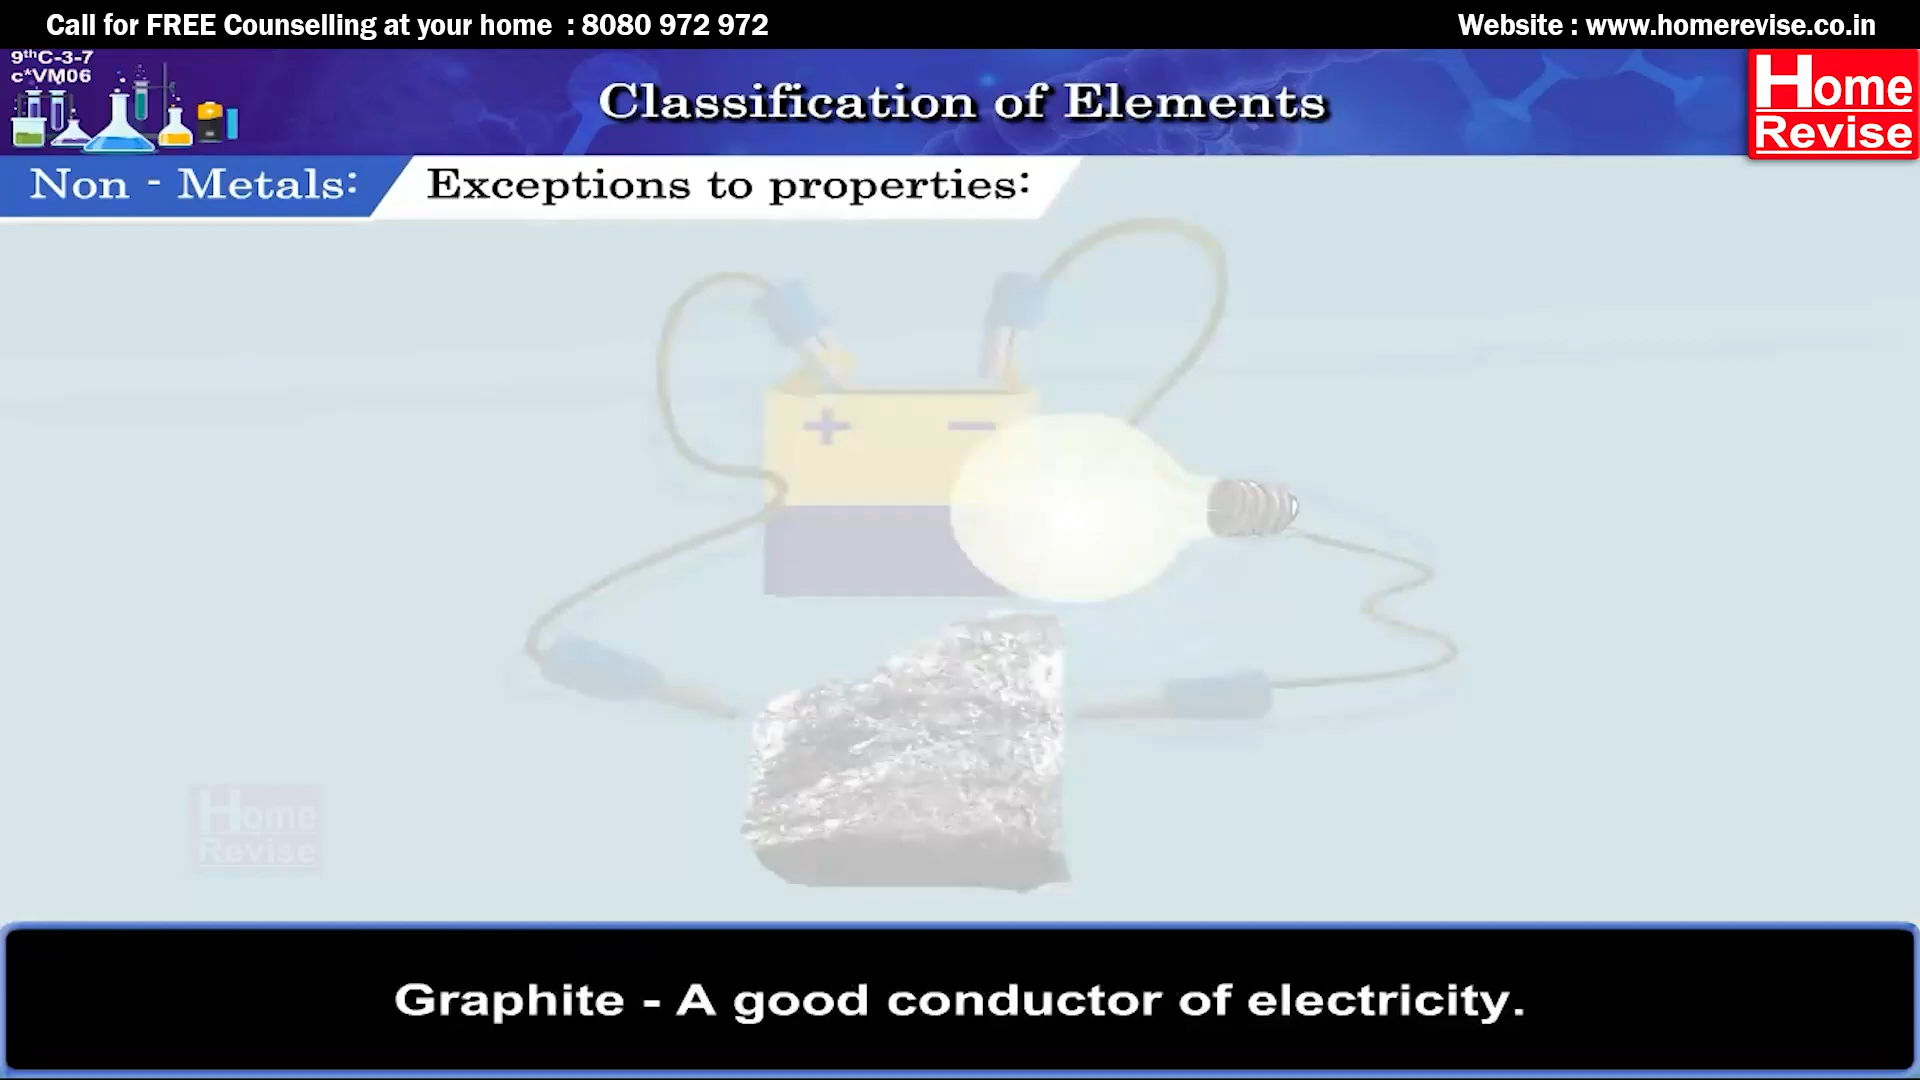 Call for FREE Counselling at your home : 8080 972 972
Website : www.homerevise.co.in
9thC-3-7
c*VM06
Classification of Elements
Home
Revise
Non - Metals:
Exceptions to properties:
+ −
Home
Revise
Graphite - A good conductor of electricity.